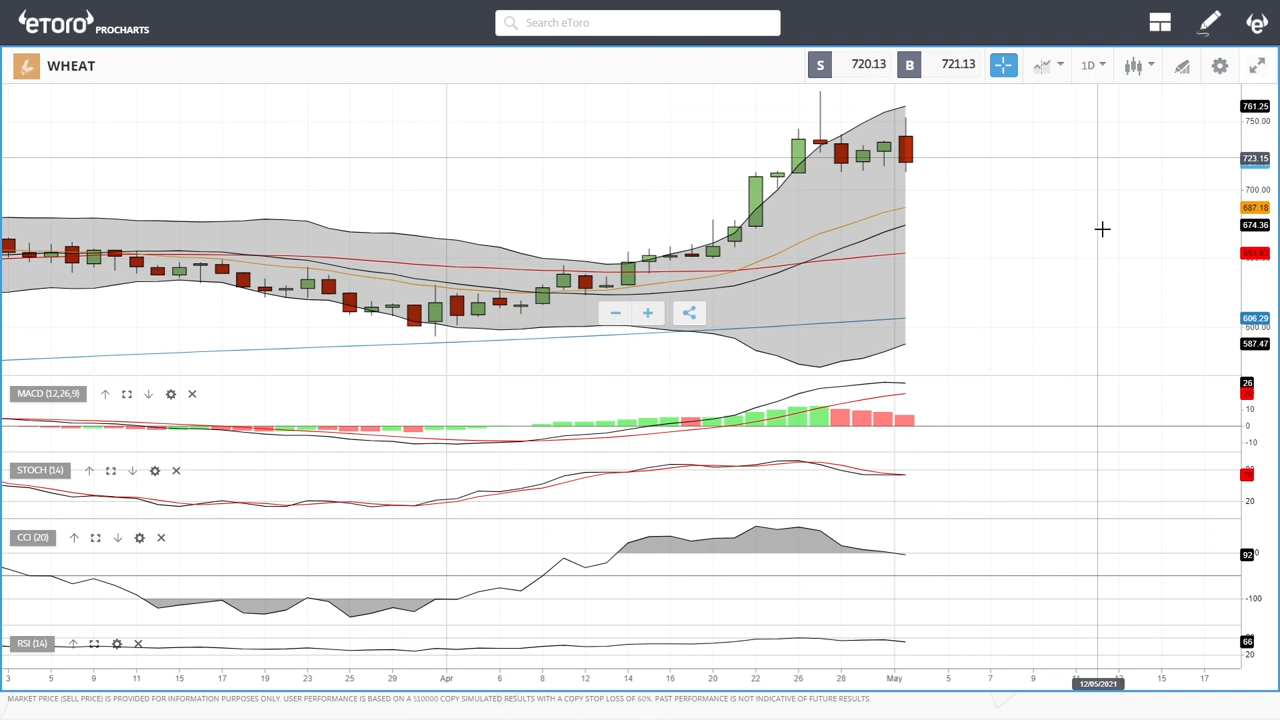 eTORO PROCHARTS
Search eToro
WHEAT
S 720.13 B 721.13
1D
761.25
750.00
723.15
700.00
687.18
674.36
653.83
606.29
600.00
587.47
MACD (12,26,9)
26
10
0
-10
STOCH (14)
20
CCI (20)
92
-100
RSI (14)
66
20
3 5 9 11 15 17 19 23 25 29 Apr 6 8 12 14 16 20 22 26 28 May 5 7 9 13 15 17
12/05/2021
MARKET PRICE (SELL PRICE) IS PROVIDED FOR INFORMATION PURPOSES ONLY. USER PERFORMANCE IS BASED ON A $10000 COPY SIMULATED RESULTS WITH A COPY STOP LOSS OF 60%. PAST PERFORMANCE IS NOT INDICATIVE OF FUTURE RESULTS.